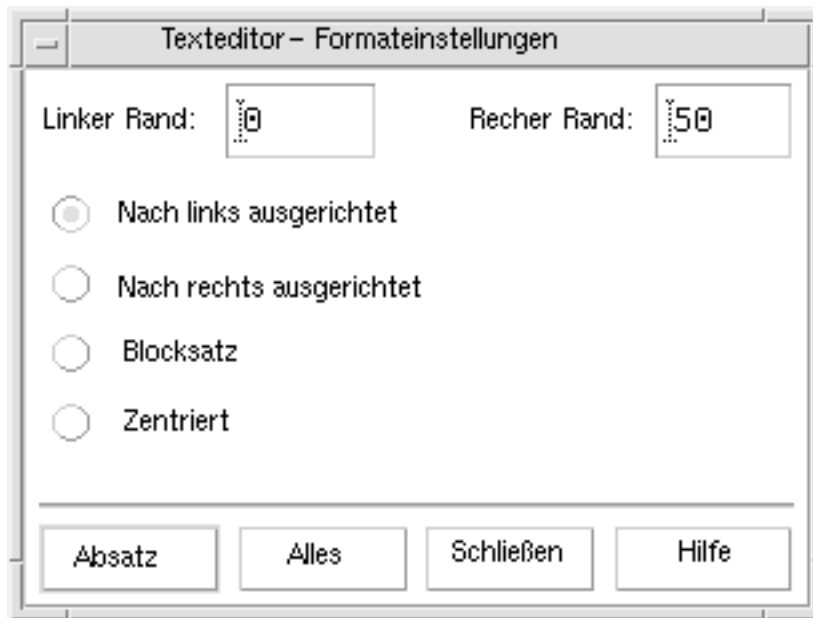 Texteditor – Formateinstellungen
Linker Rand: 0 Recher Rand: 50
Nach links ausgerichtet
Nach rechts ausgerichtet
Blocksatz
Zentriert
Absatz Alles Schließen Hilfe